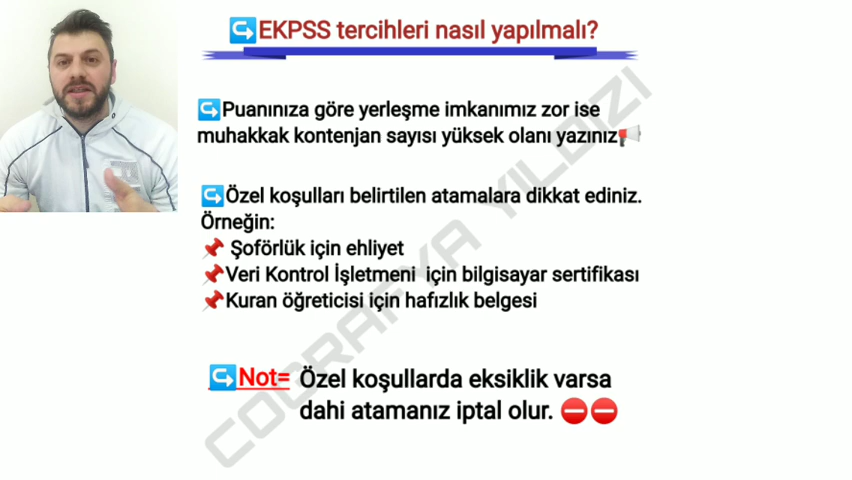 EKPSS tercihleri nasıl yapılmalı?
Puanınıza göre yerleşme imkanımız zor ise
muhakkak kontenjan sayısı yüksek olanı yazınız
Özel koşulları belirtilen atamalara dikkat ediniz.
Örneğin:
Şoförlük için ehliyet
Veri Kontrol İşletmeni için bilgisayar sertifikası
Kuran öğreticisi için hafızlık belgesi
Not= Özel koşullarda eksiklik varsa
dahi atamanız iptal olur.
COĞRAFYA YILDIZI